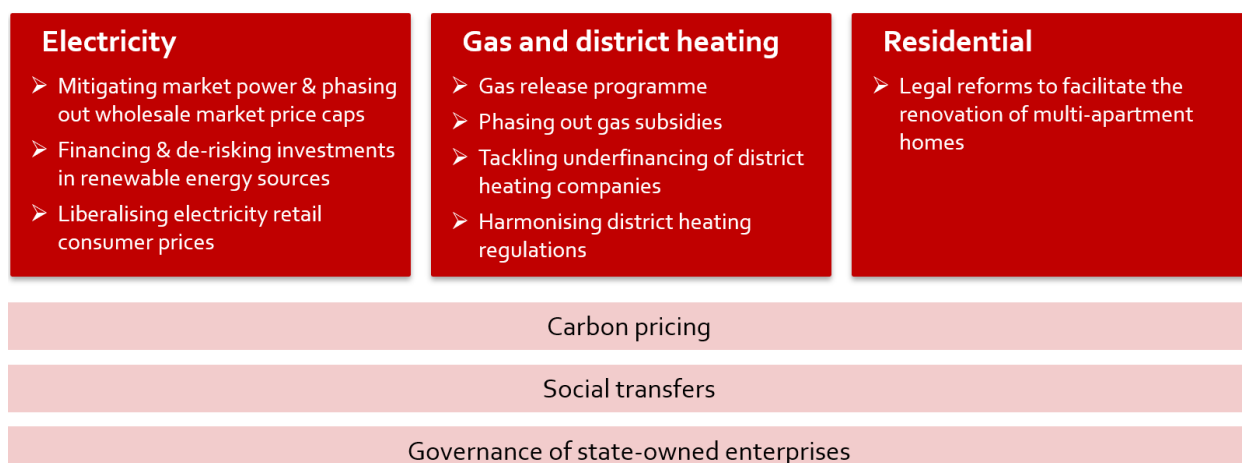 Electricity
➢ Mitigating market power & phasing
out wholesale market price caps
➢ Financing & de-risking investments
in renewable energy sources
➢ Liberalising electricity retail
consumer prices
Gas and district heating
➢ Gas release programme
➢ Phasing out gas subsidies
➢ Tackling underfinancing of district
heating companies
➢ Harmonising district heating
regulations
Residential
➢ Legal reforms to facilitate the
renovation of multi-apartment
homes
Carbon pricing
Social transfers
Governance of state-owned enterprises